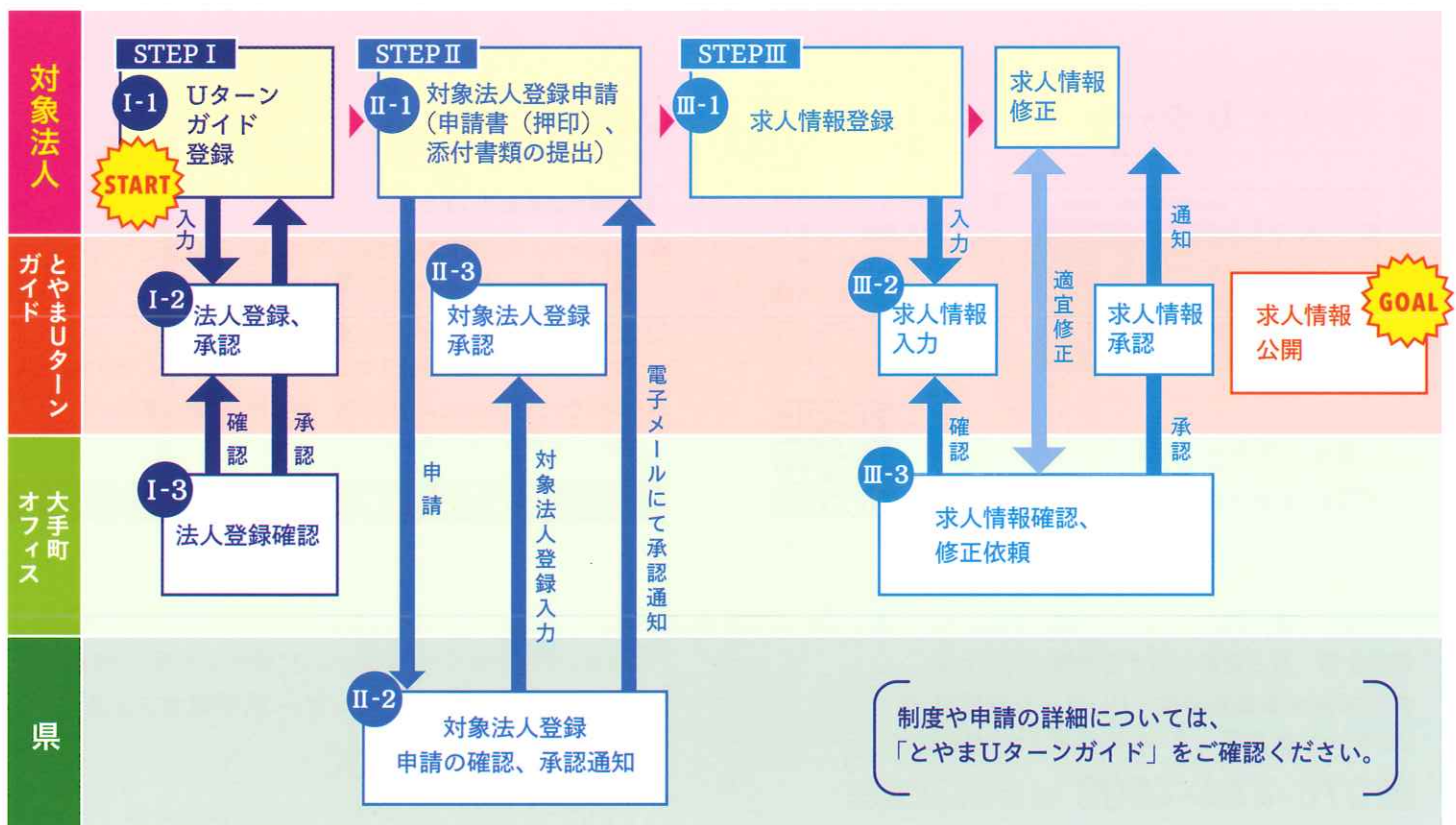 対象法人
STEP Ⅰ
Ⅰ-1
Uターン
ガイド
登録
START
STEP Ⅱ
Ⅱ-1
対象法人登録申請
(申請書(押印)、
添付書類の提出)
STEP Ⅲ
Ⅲ-1
求人情報登録
求人情報
修正
入力
入力
通知
とやまUターン
ガイド
Ⅰ-2
法人登録、
承認
Ⅱ-3
対象法人登録
承認
Ⅲ-2
求人情報
入力
適宜修正
求人情報
承認
求人情報
公開
GOAL
確認
承認
申請
対象法人登録入力
電子メールにて承認通知
確認
承認
大手町
オフィス
Ⅰ-3
法人登録確認
Ⅲ-3
求人情報確認、
修正依頼
県
Ⅱ-2
対象法人登録
申請の確認、承認通知
制度や申請の詳細については、
「とやまUターンガイド」をご確認ください。